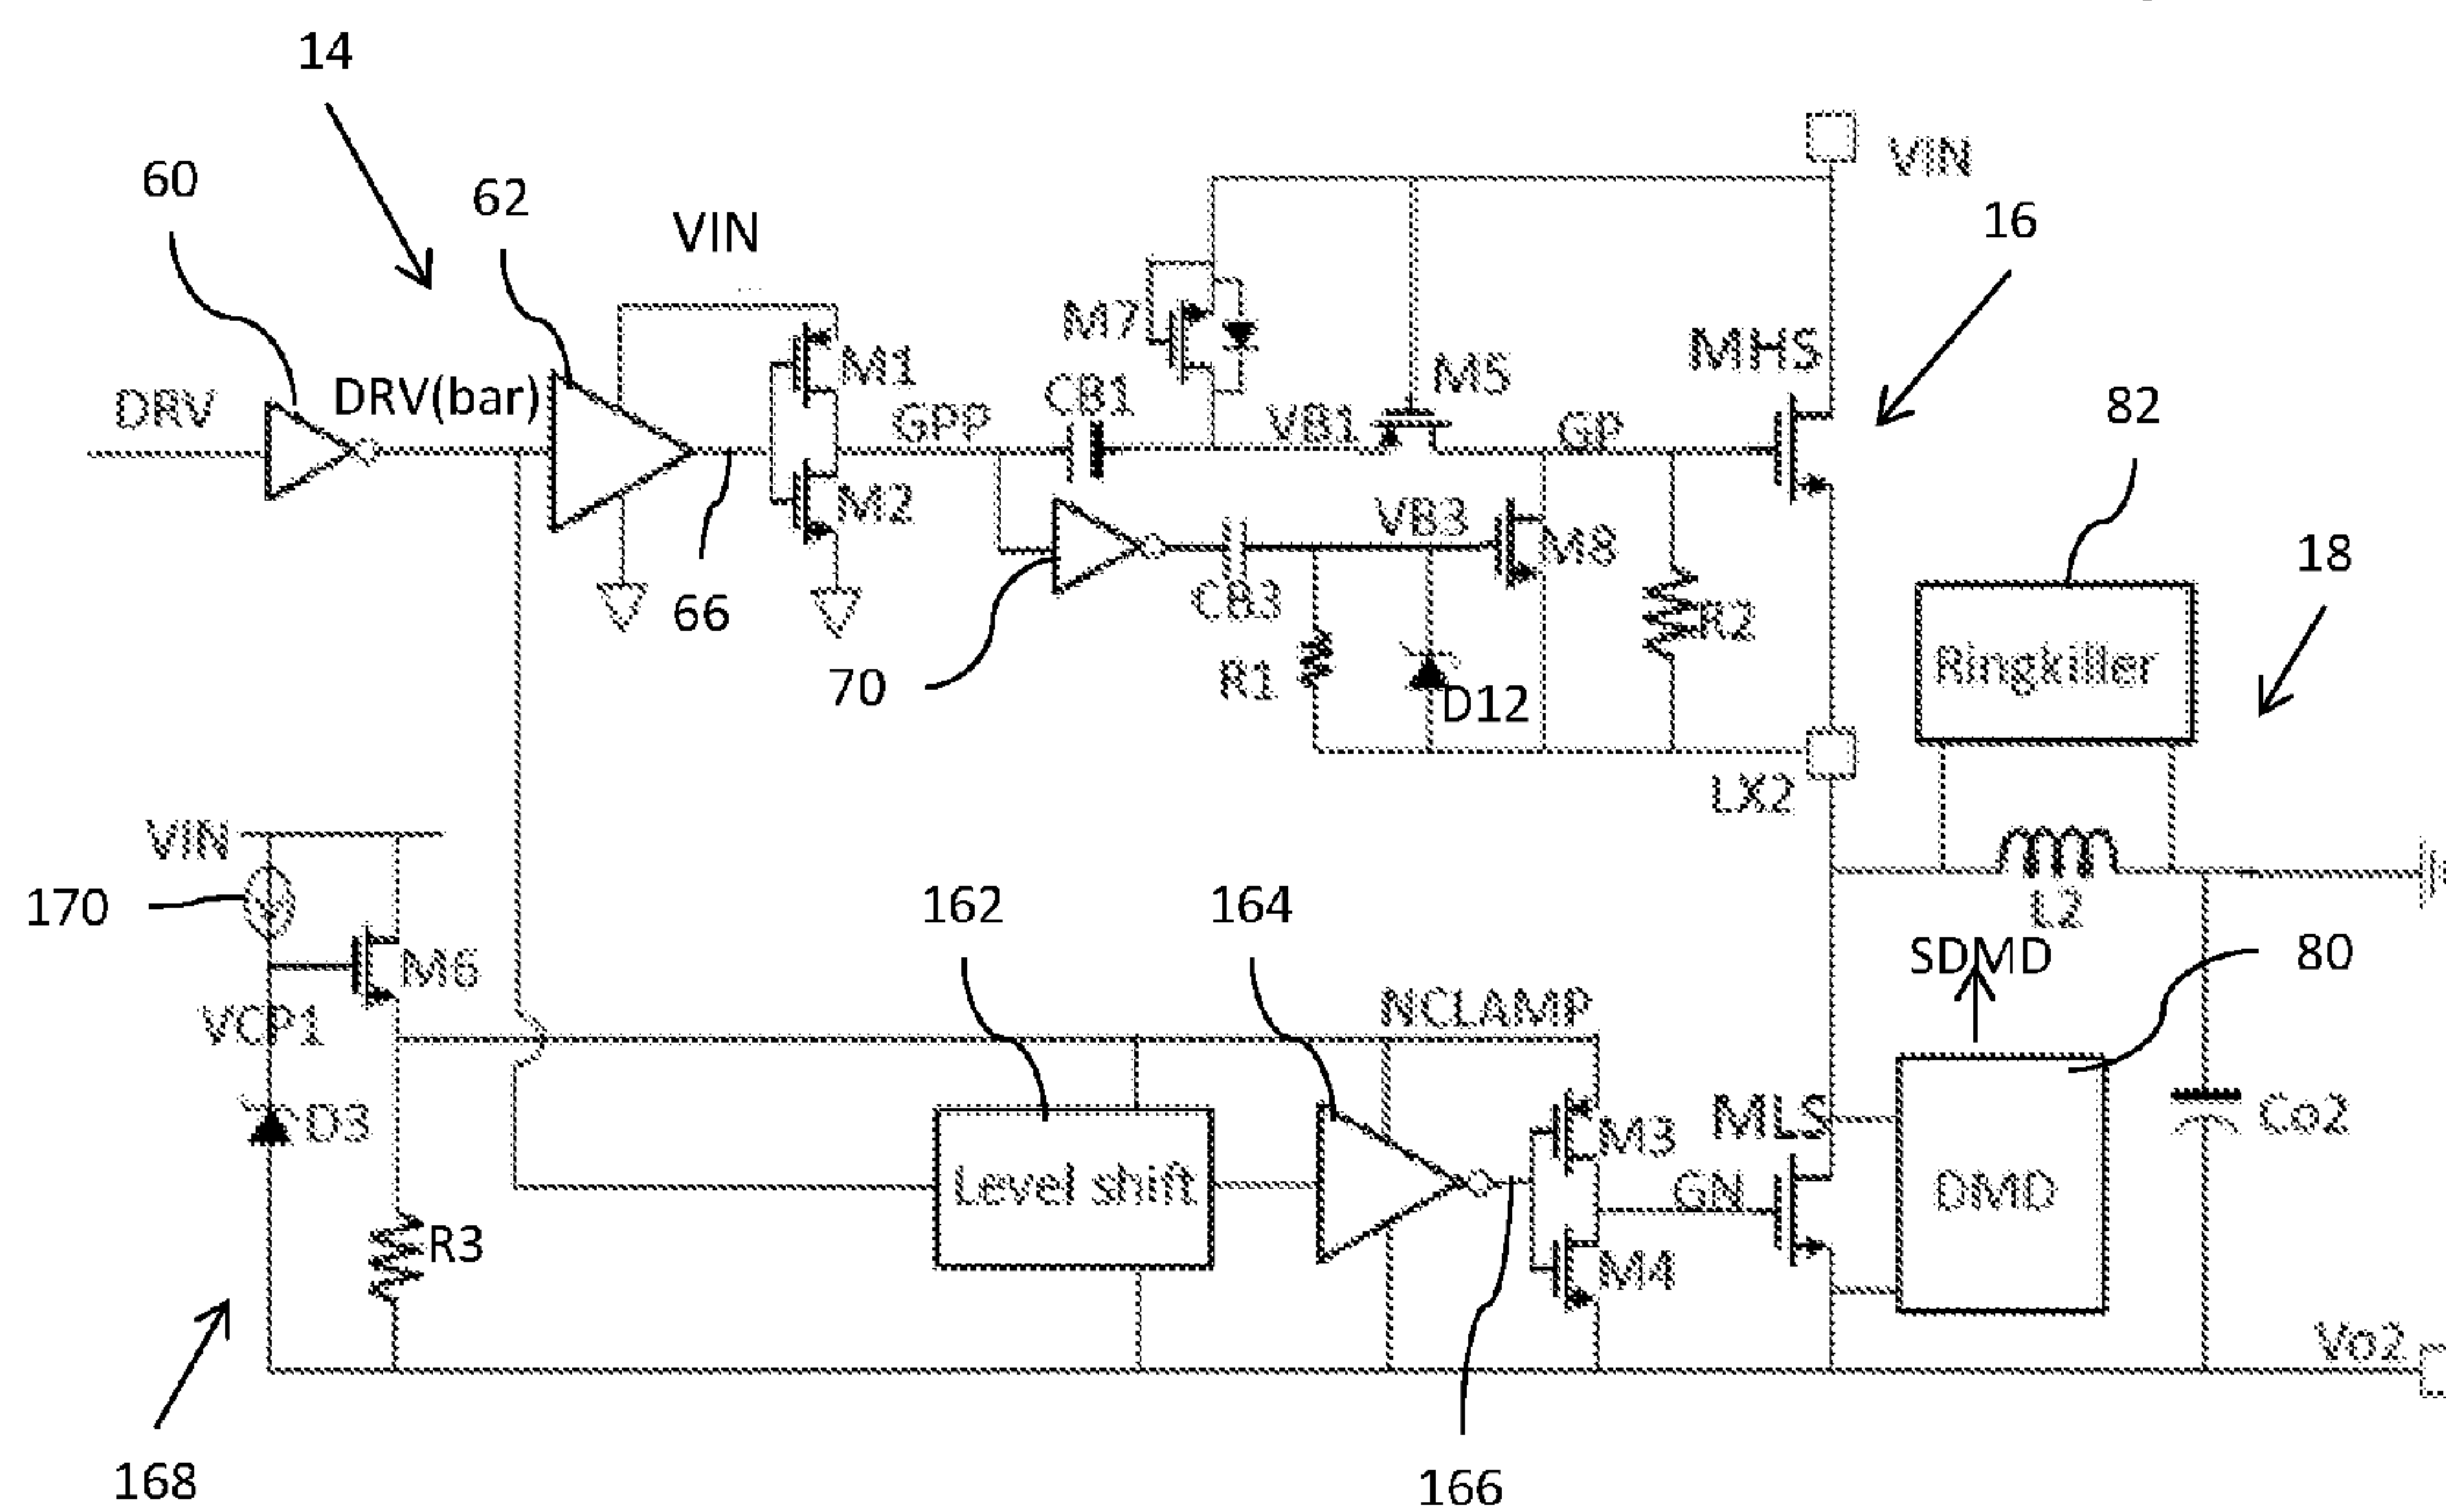 14
VIN
60
62
VIN
16
M7
MHS
M1
M5
DRV
DRV(bar)
CB1
82
GPP
VB1
GP
M2
VB3
M8
18
66
CB3
R2
70
R1
D12
Ringkiller
LX2
VIN
170
162
164
L2
M6
SDMD
80
VCP1
NCLAMP
D3
M3
MLS
Co2
Level shift
GN
DMD
R3
M4
Vo2
168
166